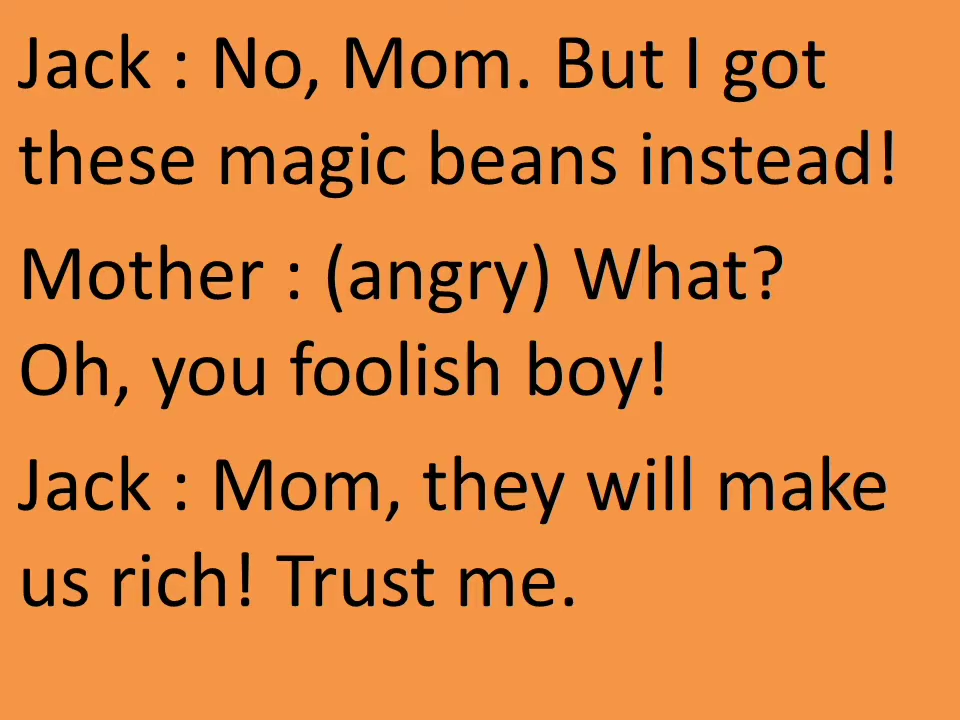 Jack : No, Mom. But I got
these magic beans instead!
Mother : (angry) What?
Oh, you foolish boy!
Jack : Mom, they will make
us rich! Trust me.